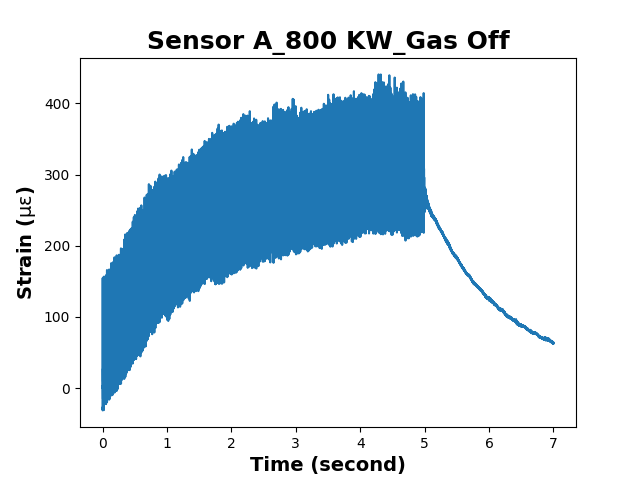 Sensor A_800 KW_Gas Off
400
300
200
100
0
Strain (με)
0 1 2 3 4 5 6 7
Time (second)